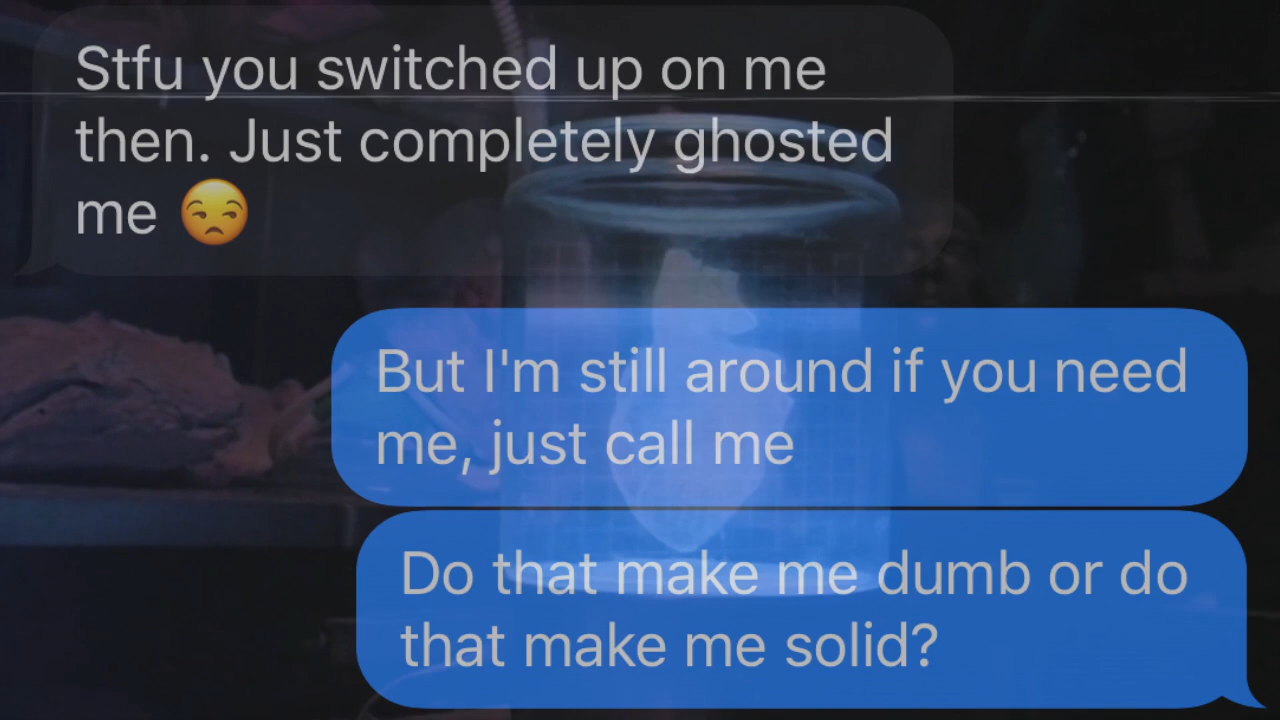 Stfu you switched up on me
then. Just completely ghosted
me 😒
But I'm still around if you need
me, just call me
Do that make me dumb or do
that make me solid?